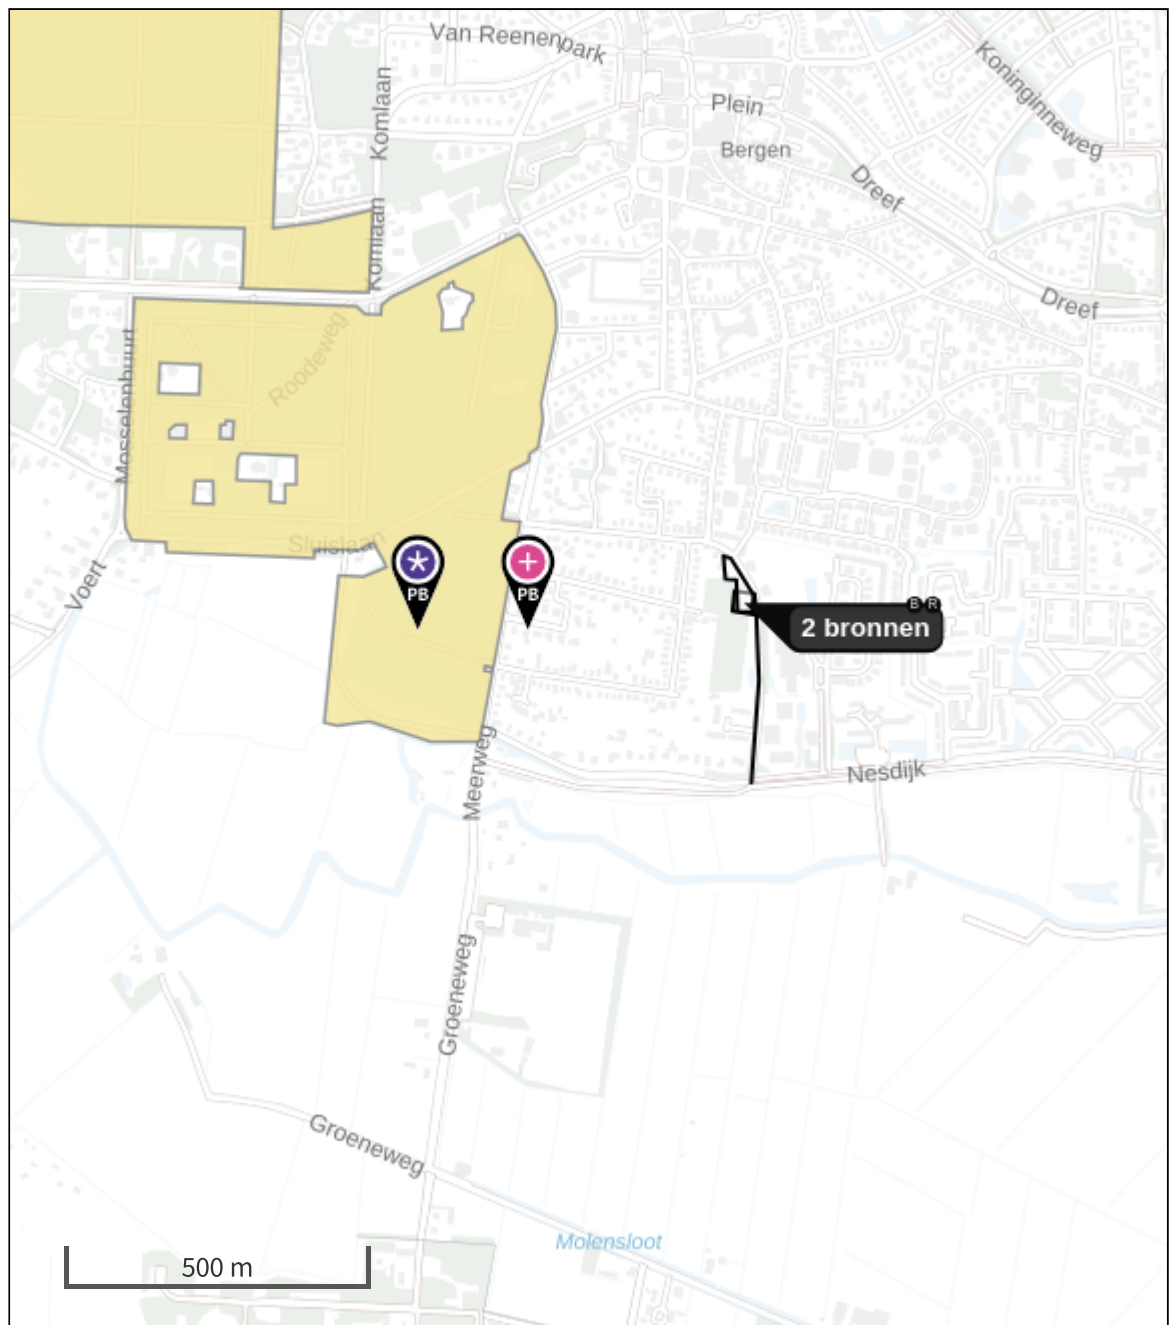 Van Reenenpark
Komlaan
Plein
Koninginneweg
Bergen
Dreef
Komlaan
Dreef
Roodeweg
Mosselenbuurt
Sluislaan
Voert
PB
PB
B R
2 bronnen
Meerweg
Nesdijk
Groeneweg
Groeneweg
Molensloot
500 m